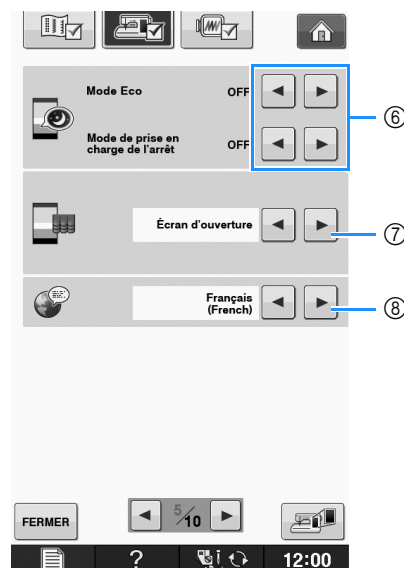 Mode Eco OFF
⑥
Mode de prise en
charge de l'arrêt OFF
Écran d'ouverture
⑦
Français
(French)
⑧
FERMER
5/10
?
12:00